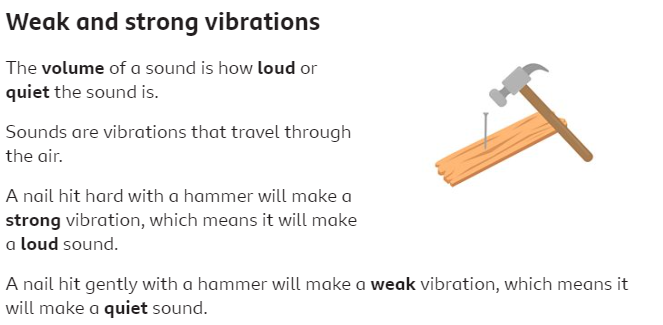 Weak and strong vibrations
The volume of a sound is how loud or
quiet the sound is.
Sounds are vibrations that travel through
the air.
A nail hit hard with a hammer will make a
strong vibration, which means it will make
a loud sound.
A nail hit gently with a hammer will make a weak vibration, which means it
will make a quiet sound.